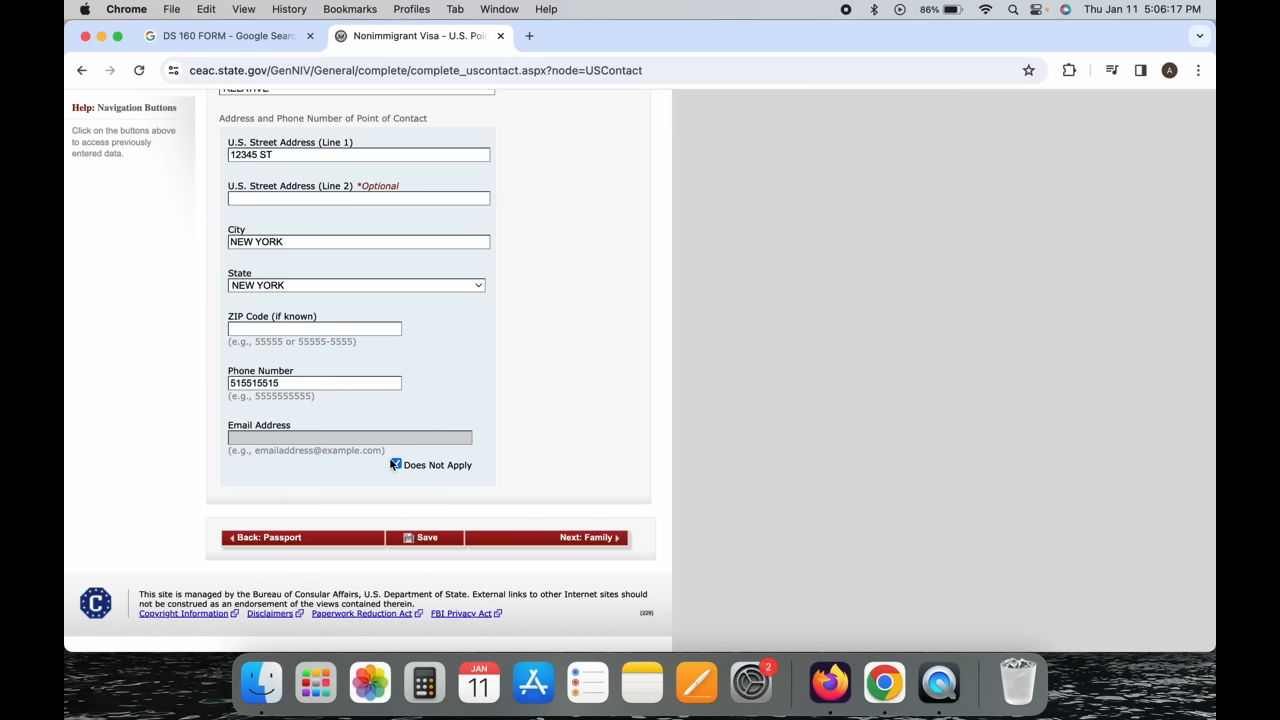 Chrome File Edit View History Bookmarks Profiles Tab Window Help 86% Thu Jan 11 5:06:17 PM
DS 160 FORM - Google Searc Nonimmigrant Visa - U.S. Poi
ceac.state.gov/GenNIV/General/complete/complete_uscontact.aspx?node=USContact A
Help: Navigation Buttons
Click on the buttons above
to access previously
entered data.
RELATIVE
Address and Phone Number of Point of Contact
U.S. Street Address (Line 1)
12345 ST
U.S. Street Address (Line 2) *Optional
City
NEW YORK
State
NEW YORK
ZIP Code (if known)
(e.g., 55555 or 55555-5555)
Phone Number
515515515
(e.g., 5555555555)
Email Address
(e.g., emailaddress@example.com)
Does Not Apply
Back: Passport Save Next: Family
This site is managed by the Bureau of Consular Affairs, U.S. Department of State. External links to other Internet sites should
not be construed as an endorsement of the views contained therein.
Copyright Information Disclaimers Paperwork Reduction Act FBI Privacy Act (229)
C
JAN
11
2